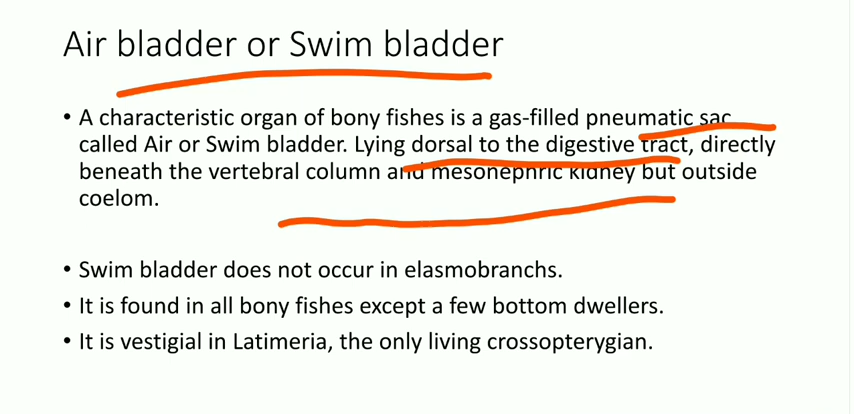 Air bladder or Swim bladder
• A characteristic organ of bony fishes is a gas-filled pneumatic sac
called Air or Swim bladder. Lying dorsal to the digestive tract, directly
beneath the vertebral column and mesonephric kidney but outside
coelom.
• Swim bladder does not occur in elasmobranchs.
• It is found in all bony fishes except a few bottom dwellers.
• It is vestigial in Latimeria, the only living crossopterygian.